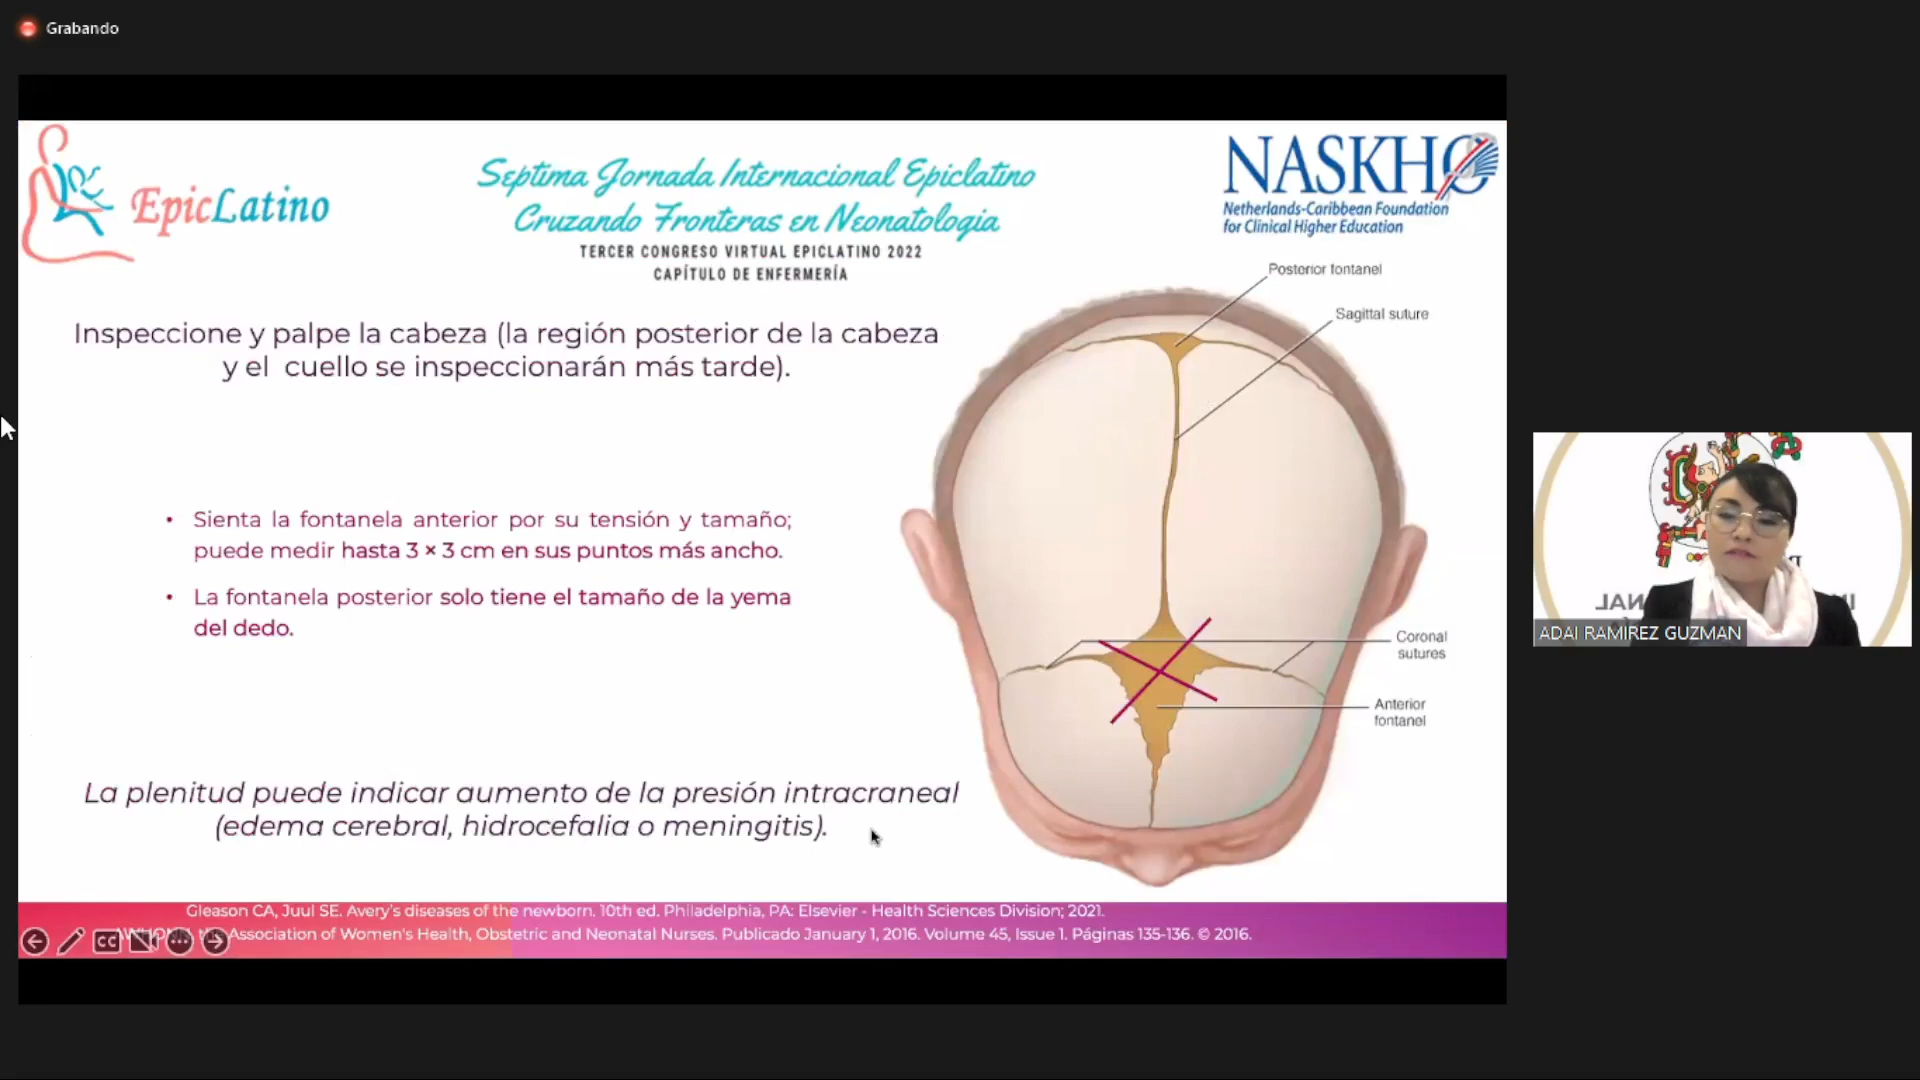 Grabando
EpicLatino
Septima Jornada Internacional Epiclatino
Cruzando Fronteras en Neonatologia
TERCER CONGRESO VIRTUAL EPICLATINO 2022
CAPÍTULO DE ENFERMERÍA
NASKHO
Netherlands-Caribbean Foundation
for Clinical Higher Education
Posterior fontanel
Sagittal suture
Inspeccione y palpe la cabeza (la región posterior de la cabeza
y el cuello se inspeccionarán más tarde).
• Sienta la fontanela anterior por su tensión y tamaño;
puede medir hasta 3 × 3 cm en sus puntos más ancho.
• La fontanela posterior solo tiene el tamaño de la yema
del dedo.
Coronal
sutures
Anterior
fontanel
La plenitud puede indicar aumento de la presión intracraneal
(edema cerebral, hidrocefalia o meningitis).
ADAI RAMIREZ GUZMAN
Gleason CA, Juul SE. Avery's diseases of the newborn. 10th ed. Philadelphia, PA: Elsevier - Health Sciences Division; 2021.
Association of Women's Health, Obstetric and Neonatal Nurses. Publicado January 1, 2016. Volume 45, Issue 1. Páginas 135-136. © 2016.
CC